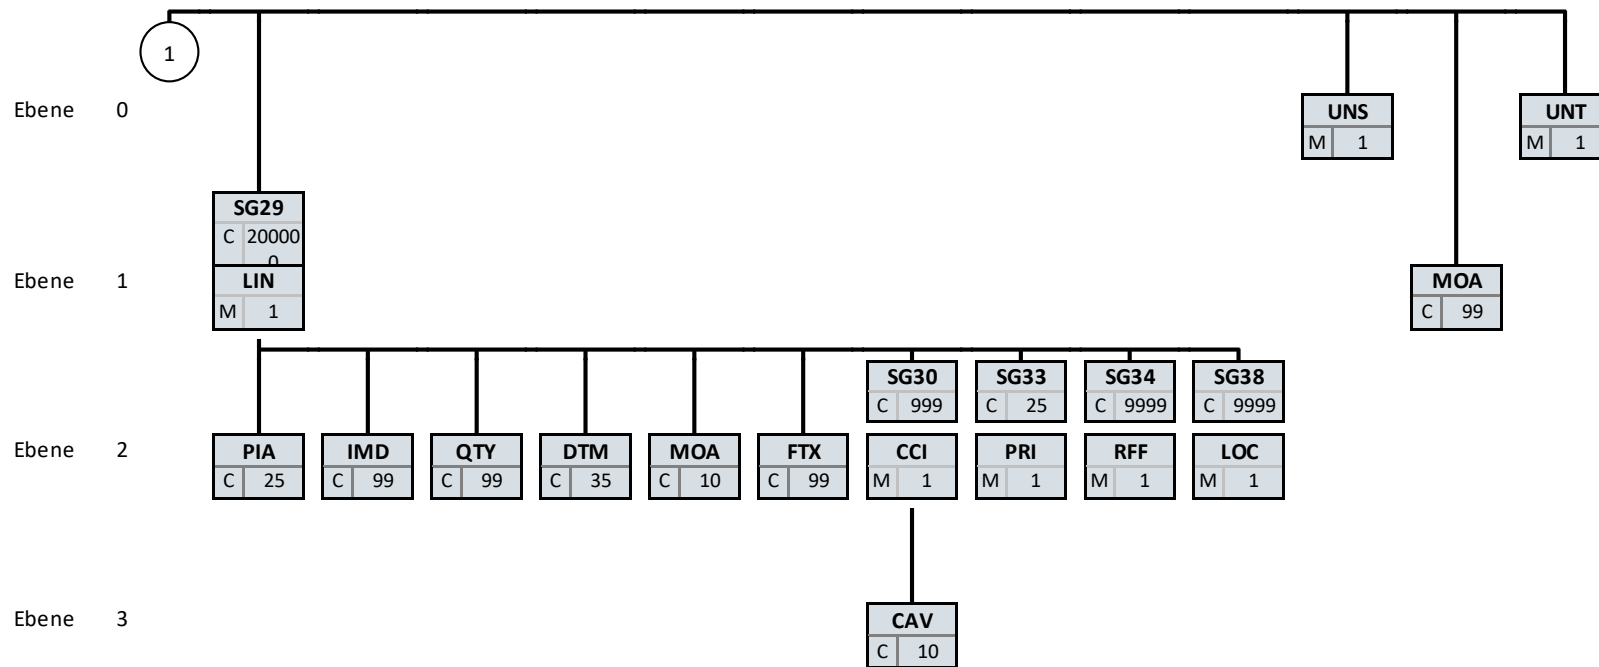 1
Ebene 0
UNS
M 1
UNT
M 1
SG29
C 20000
0
Ebene 1
LIN
M 1
MOA
C 99
SG30
C 999
SG33
C 25
SG34
C 9999
SG38
C 9999
Ebene 2
PIA
C 25
IMD
C 99
QTY
C 99
DTM
C 35
MOA
C 10
FTX
C 99
CCI
M 1
PRI
M 1
RFF
M 1
LOC
M 1
Ebene 3
CAV
C 10